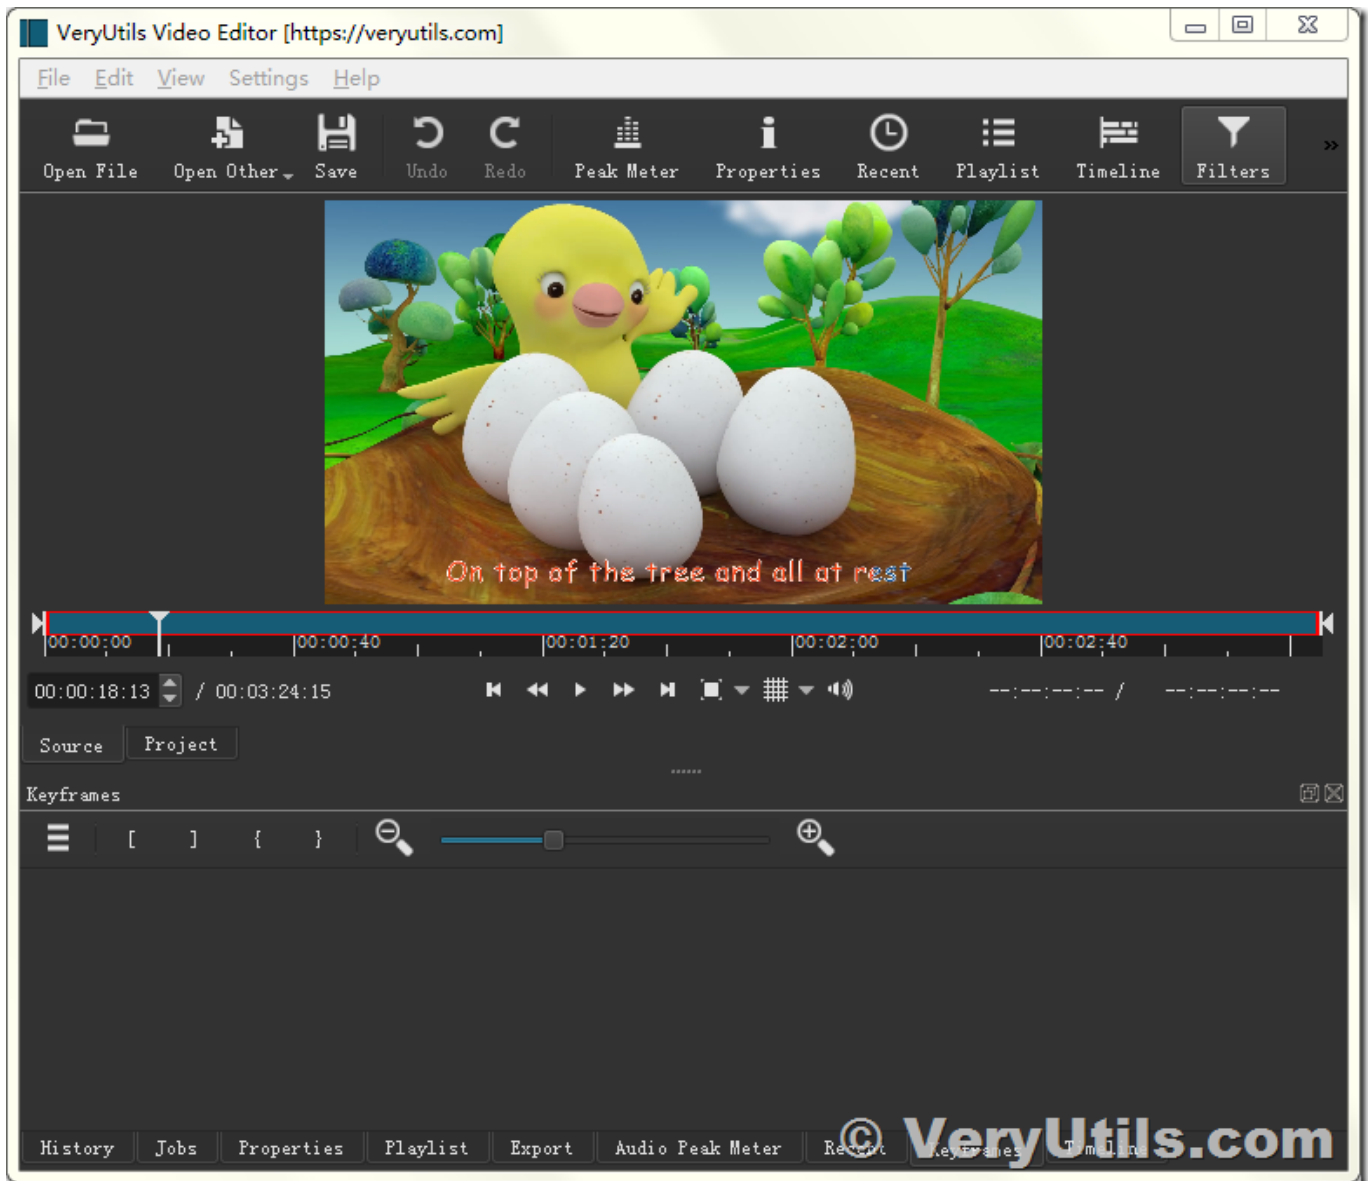 VeryUtils Video Editor [https://veryutils.com]
File Edit View Settings Help
Open File Open Other Save Undo Redo Peak Meter Properties Recent Playlist Timeline Filters »
On top of the tree and all at rest
00:00:00 00:00:40 00:01:20 00:02:00 00:02:40
00:00:18:13 / 00:03:24:15 --:--:--:-- / --:--:--:--
Source Project
Keyframes
[ ] { }
History Jobs Properties Playlist Export Audio Peak Meter Recent Keyframes Timeline
© VeryUtils.com